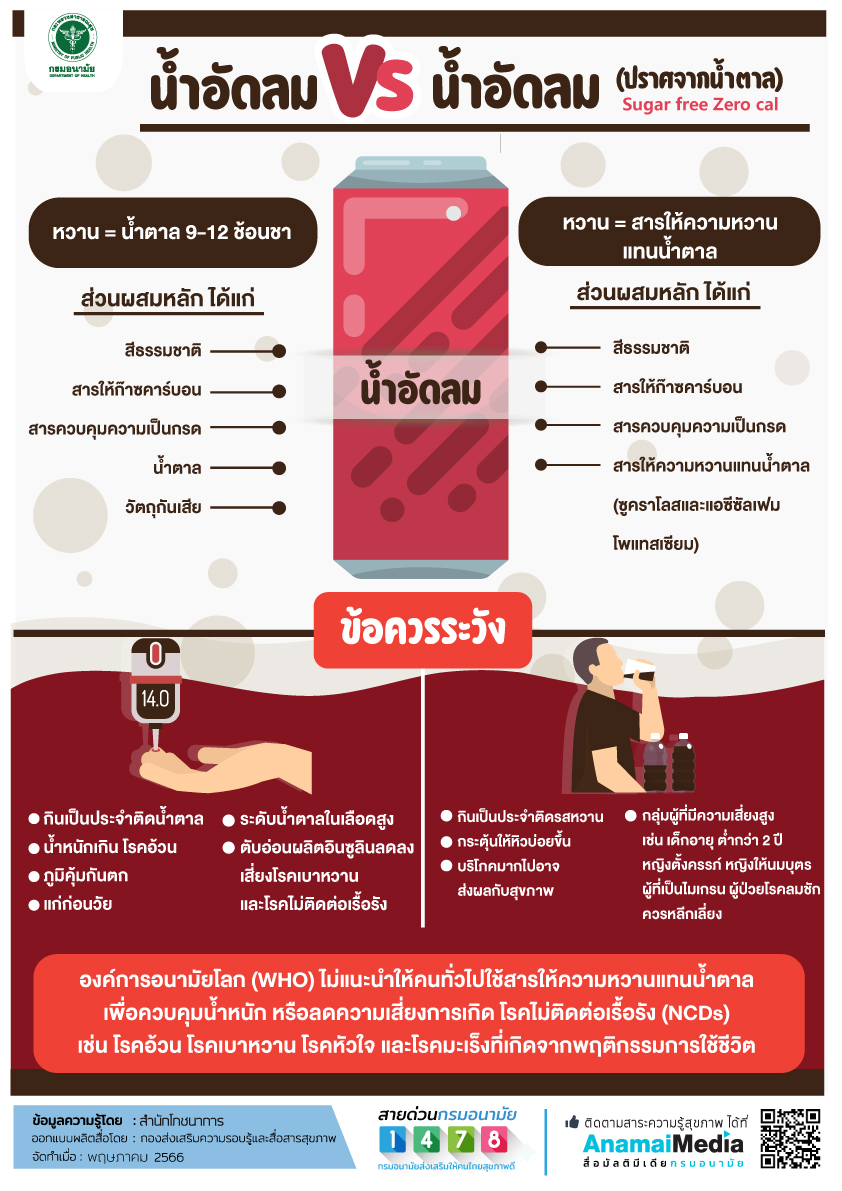 กระทรวงสาธารณสุข
MINISTRY OF PUBLIC HEALTH
กรมอนามัย
DEPARTMENT OF HEALTH
น้ำอัดลม Vs น้ำอัดลม (ปราศจากน้ำตาล)
Sugar free Zero cal
หวาน = น้ำตาล 9-12 ช้อนชา
ส่วนผสมหลัก ได้แก่
สีธรรมชาติ
สารให้ก๊าซคาร์บอน
สารควบคุมความเป็นกรด
น้ำตาล
วัตถุกันเสีย
น้ำอัดลม
หวาน = สารให้ความหวาน
แทนน้ำตาล
ส่วนผสมหลัก ได้แก่
สีธรรมชาติ
สารให้ก๊าซคาร์บอน
สารควบคุมความเป็นกรด
สารให้ความหวานแทนน้ำตาล
(ซูคราโลสและแอซีซัลเฟม
โพแทสเซียม)
ข้อควรระวัง
14.0
กินเป็นประจำติดน้ำตาล
น้ำหนักเกิน โรคอ้วน
ภูมิคุ้มกันตก
แก่ก่อนวัย
ระดับน้ำตาลในเลือดสูง
ตับอ่อนผลิตอินซูลินลดลง
เสี่ยงโรคเบาหวาน
และโรคไม่ติดต่อเรื้อรัง
กินเป็นประจำติดรสหวาน
กระตุ้นให้หิวบ่อยขึ้น
บริโภคมากไปอาจ
ส่งผลกับสุขภาพ
กลุ่มผู้ที่มีความเสี่ยงสูง
เช่น เด็กอายุ ต่ำกว่า 2 ปี
หญิงตั้งครรภ์ หญิงให้นมบุตร
ผู้ที่เป็นไมเกรน ผู้ป่วยโรคลมชัก
ควรหลีกเลี่ยง
องค์การอนามัยโลก (WHO) ไม่แนะนำให้คนทั่วไปใช้สารให้ความหวานแทนน้ำตาล
เพื่อควบคุมน้ำหนัก หรือลดความเสี่ยงการเกิด โรคไม่ติดต่อเรื้อรัง (NCDs)
เช่น โรคอ้วน โรคเบาหวาน โรคหัวใจ และโรคมะเร็งที่เกิดจากพฤติกรรมการใช้ชีวิต
ข้อมูลความรู้โดย : สำนักโภชนาการ
ออกแบบผลิตสื่อโดย : กองส่งเสริมความรอบรู้และสื่อสารสุขภาพ
จัดทำเมื่อ : พฤษภาคม 2566
สายด่วนกรมอนามัย
1478
กรมอนามัยส่งเสริมให้คนไทยสุขภาพดี
ติดตามสาระความรู้สุขภาพ ได้ที่
AnamaiMedia
สื่อมัลติมีเดียกรมอนามัย